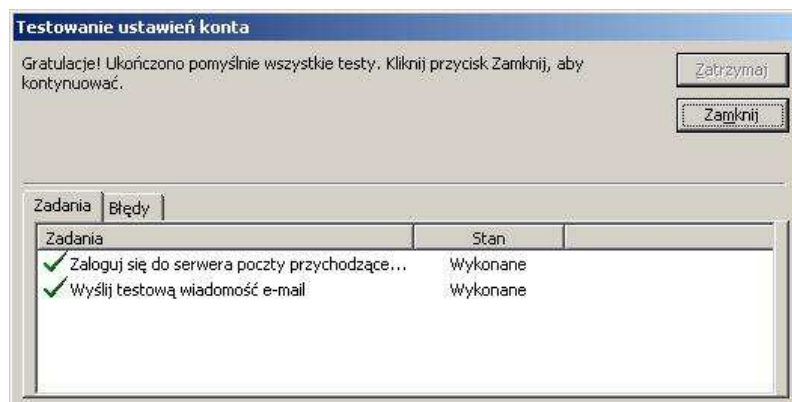 Testowanie ustawień konta
Gratulacje! Ukończono pomyślnie wszystkie testy. Kliknij przycisk Zamknij, aby
kontynuować.
Zatrzymaj
Zamknij
Zadania Błędy
Zadania Stan
Zaloguj się do serwera poczty przychodzące... Wykonane
Wyślij testową wiadomość e-mail Wykonane